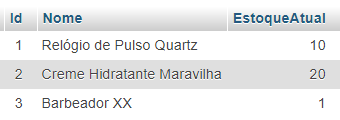 Id Nome EstoqueAtual
1 Relógio de Pulso Quartz 10
2 Creme Hidratante Maravilha 20
3 Barbeador XX 1